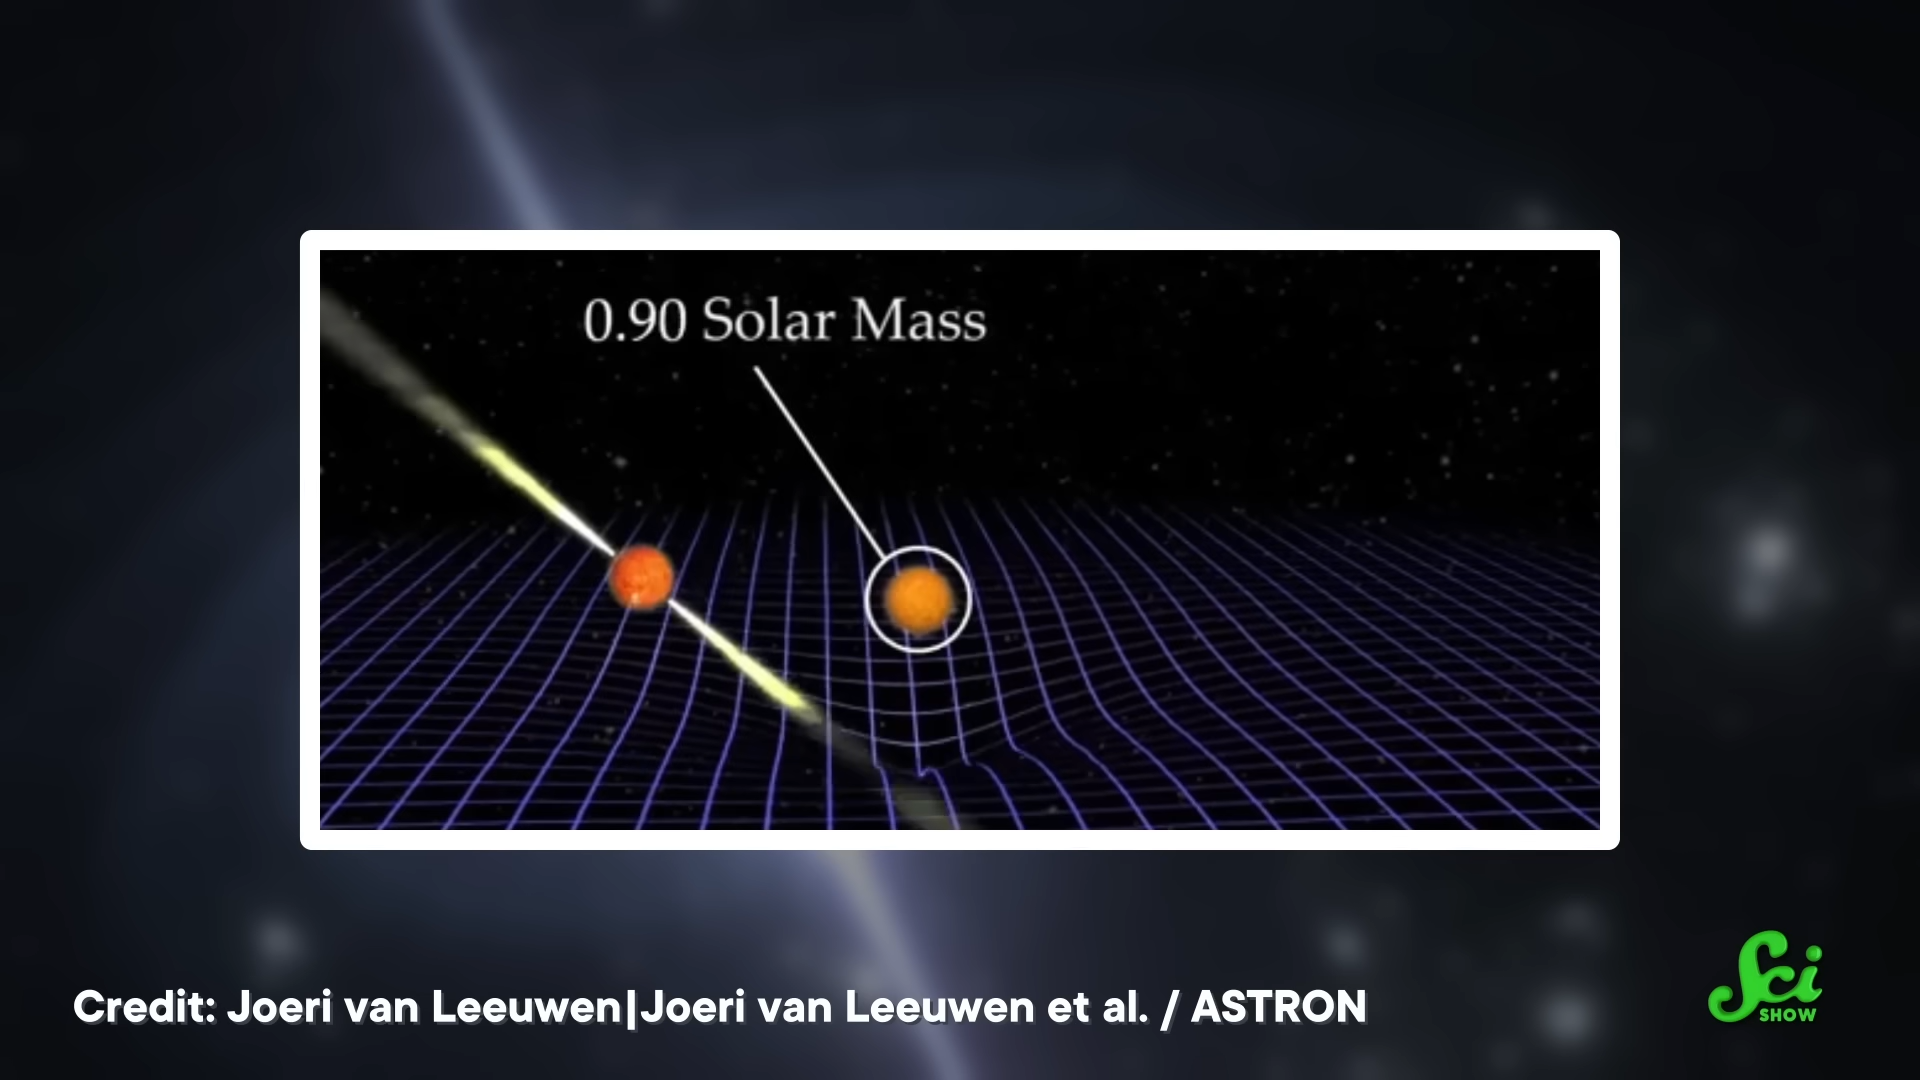 0.90 Solar Mass
Credit: Joeri van Leeuwen|Joeri van Leeuwen et al. / ASTRON
Sci
SHOW